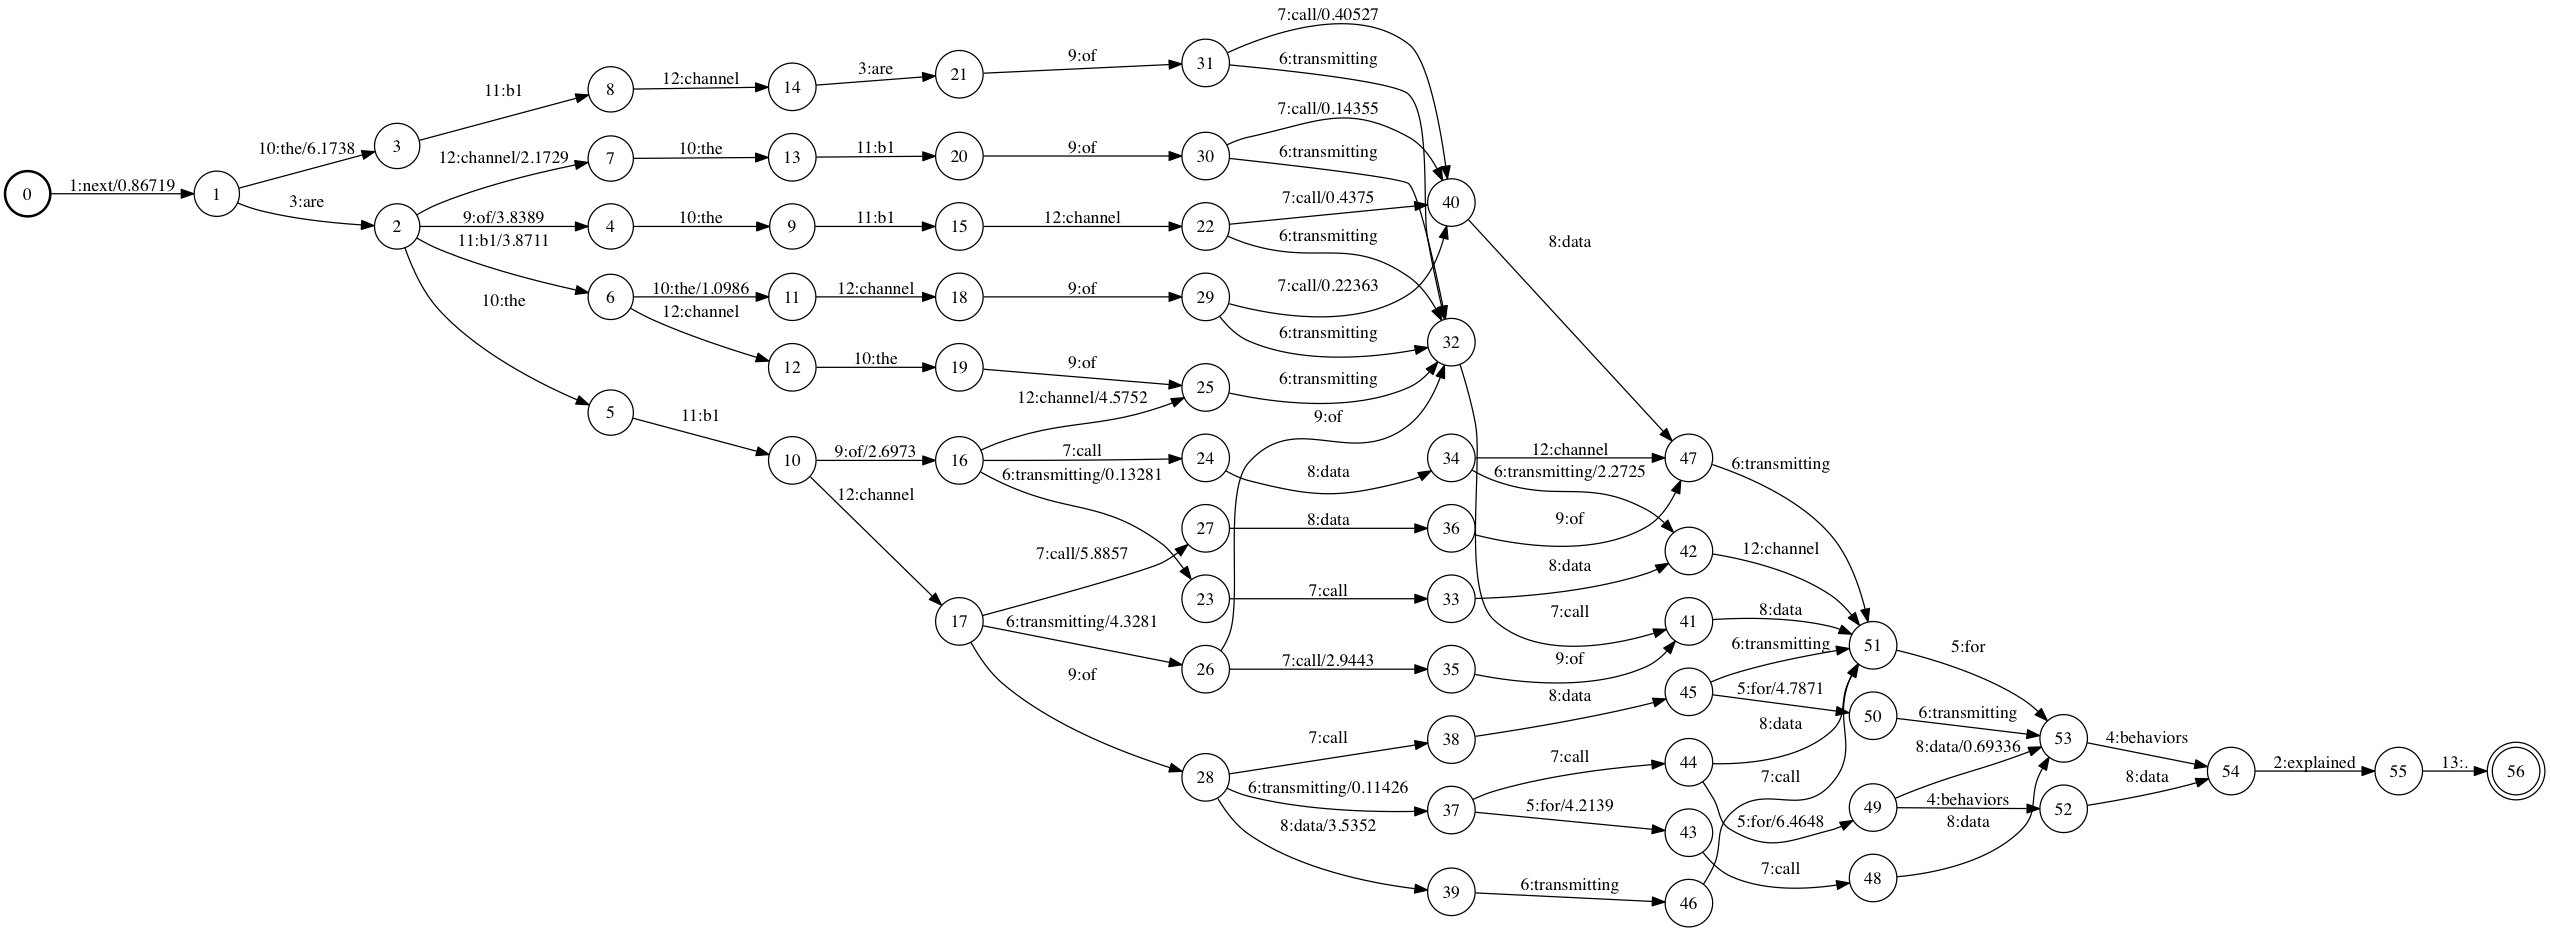 0
1:next/0.86719
1
10:the/6.1738
3:are
3
2
11:b1
12:channel/2.1729
9:of/3.8389
11:b1/3.8711
10:the
8
7
4
6
5
12:channel
10:the
10:the
10:the/1.0986
12:channel
11:b1
14
13
9
11
12
10
3:are
11:b1
11:b1
12:channel
10:the
9:of/2.6973
12:channel
21
20
15
18
19
16
17
9:of
9:of
12:channel
9:of
9:of
12:channel/4.5752
7:call
6:transmitting/0.13281
7:call/5.8857
6:transmitting/4.3281
9:of
31
30
22
29
25
24
27
23
26
28
7:call/0.40527
6:transmitting
7:call/0.14355
6:transmitting
7:call/0.4375
6:transmitting
7:call/0.22363
6:transmitting
6:transmitting
9:of
8:data
8:data
7:call
7:call/2.9443
7:call
6:transmitting/0.11426
8:data/3.5352
40
32
34
36
33
35
38
37
39
8:data
12:channel
6:transmitting/2.2725
9:of
8:data
7:call
9:of
8:data
7:call
5:for/4.2139
6:transmitting
47
42
41
45
44
43
46
6:transmitting
12:channel
8:data
6:transmitting
5:for/4.7871
8:data
7:call
5:for/6.4648
7:call
51
50
49
48
5:for
6:transmitting
8:data/0.69336
4:behaviors
8:data
53
52
4:behaviors
8:data
54
2:explained
55
13:.
56